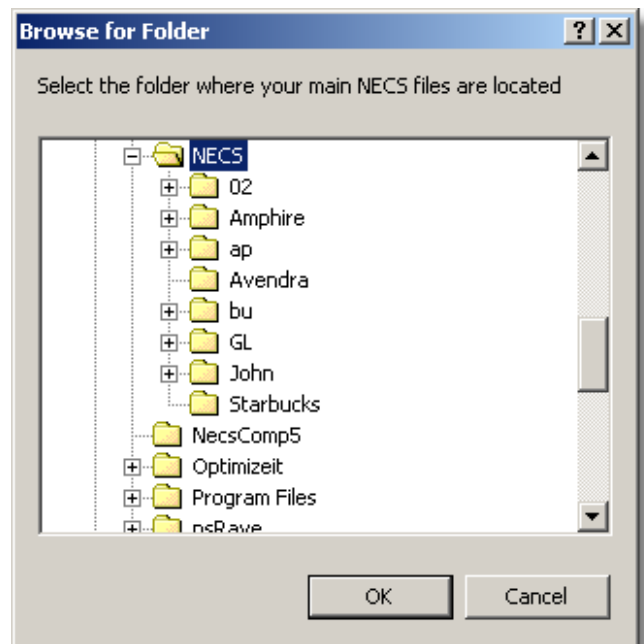 Browse for Folder
Select the folder where your main NECS files are located
NECS
02
Amphire
ap
Avendra
bu
GL
John
Starbucks
NecsComp5
Optimizeit
Program Files
psRave
OK Cancel